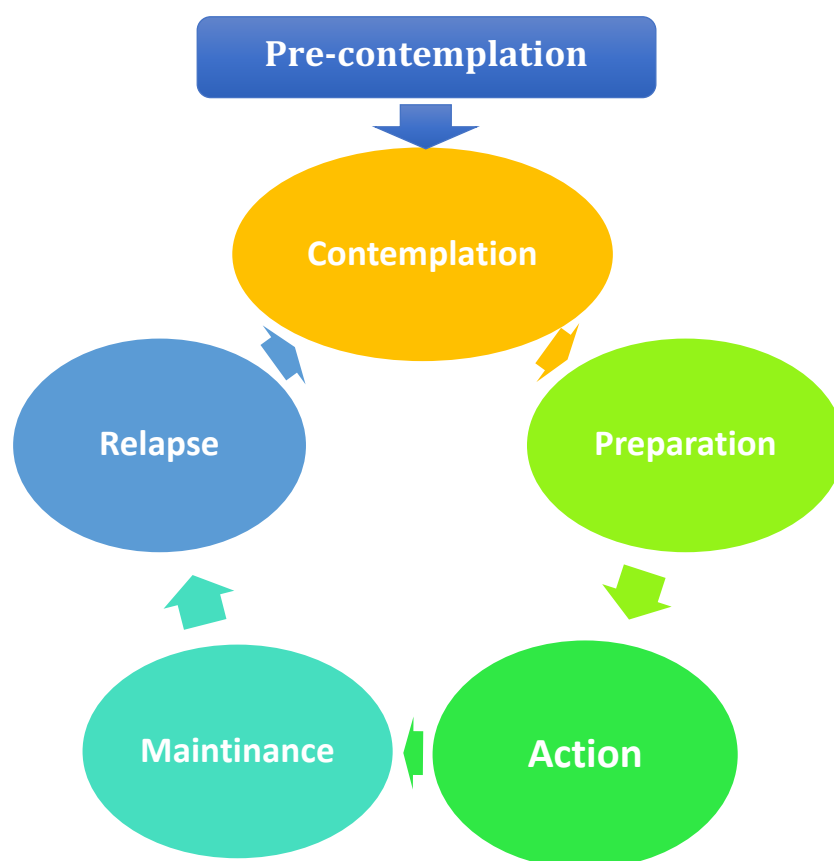 Pre-contemplation
Contemplation
Relapse
Preparation
Maintinance
Action